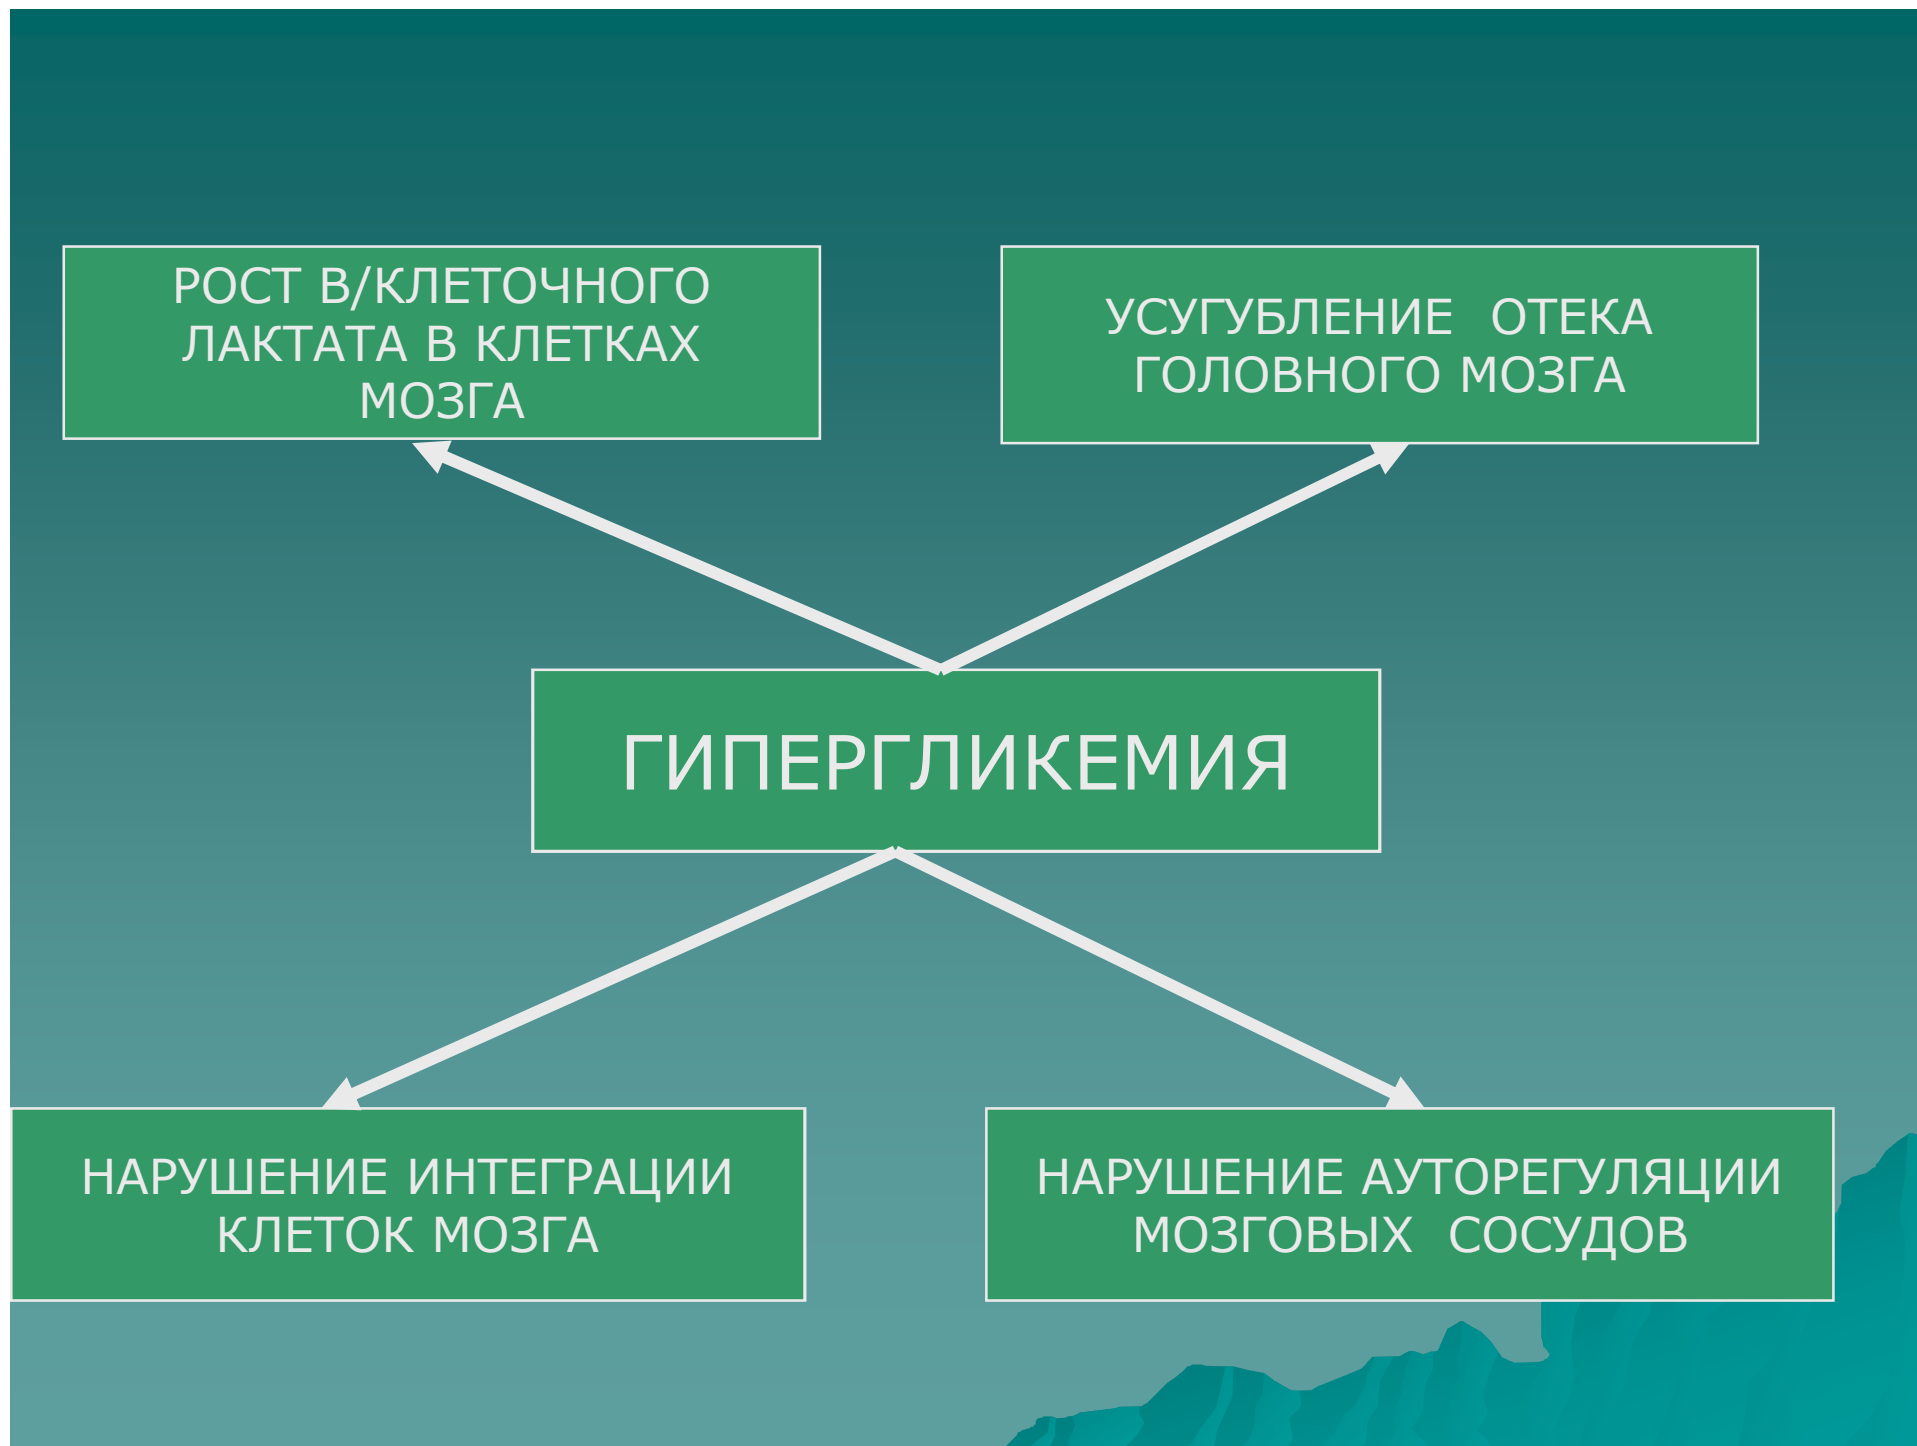 РОСТ В/КЛЕТОЧНОГО
ЛАКТАТА В КЛЕТКАХ
МОЗГА
УСУГУБЛЕНИЕ ОТЕКА
ГОЛОВНОГО МОЗГА
ГИПЕРГЛИКЕМИЯ
НАРУШЕНИЕ ИНТЕГРАЦИИ
КЛЕТОК МОЗГА
НАРУШЕНИЕ АУТОРЕГУЛЯЦИИ
МОЗГОВЫХ СОСУДОВ